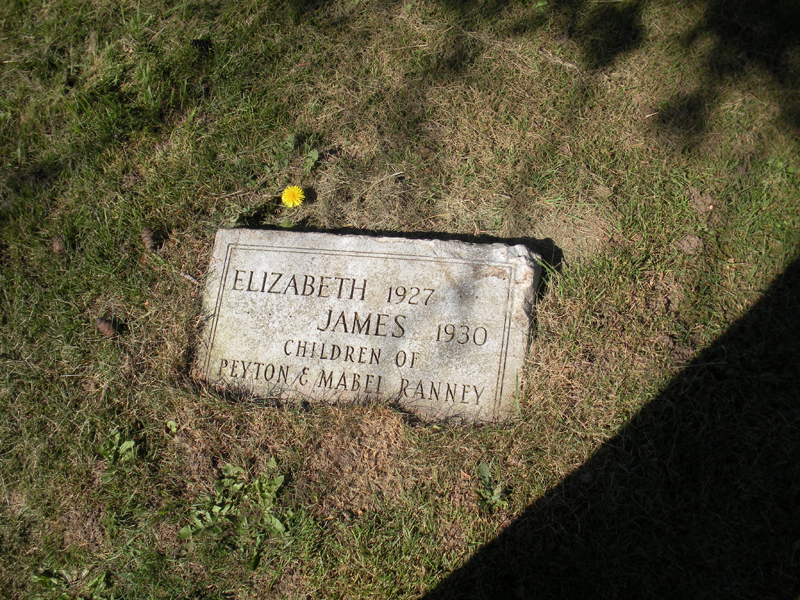 ELIZABETH 1927
JAMES 1930
CHILDREN OF
PEYTON & MABEL RANNEY